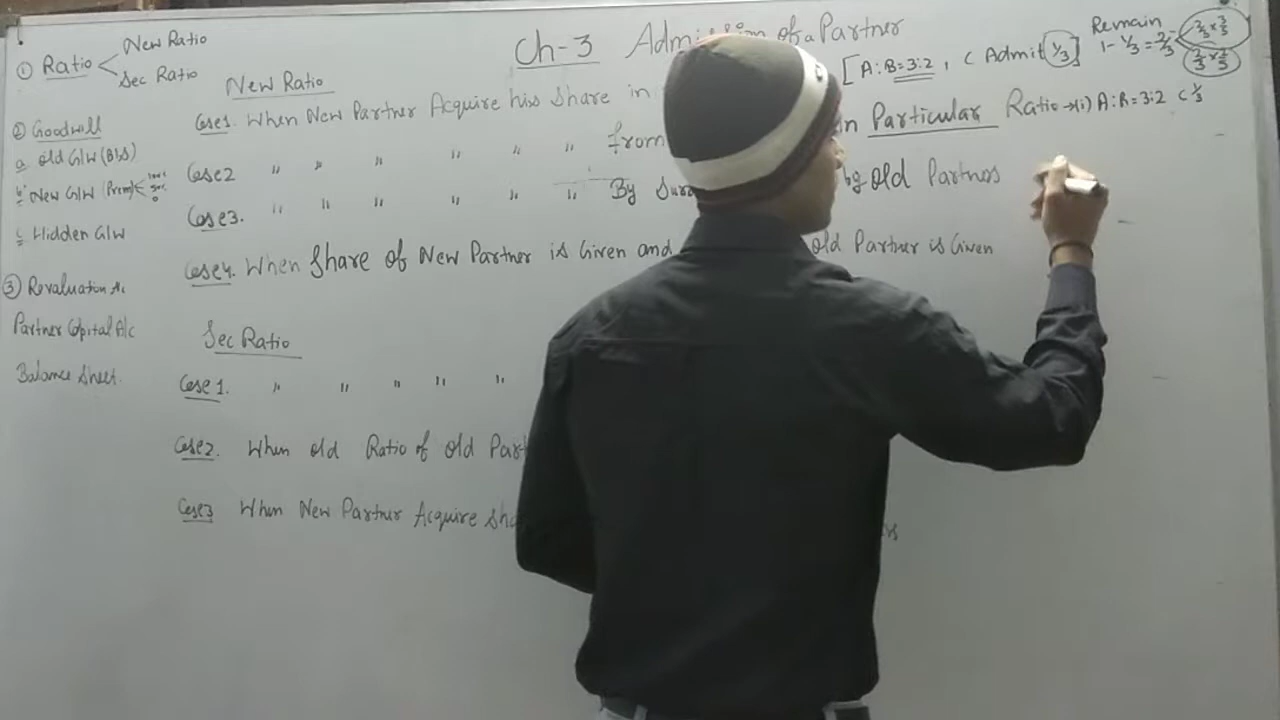 Ch-3 Admission of a Partner
① Ratio
New Ratio
Sec Ratio
② Goodwill
a old G/W (B/S)
b New G/W (Prem)
c Hidden G/W
③ Revaluation A/c
Partner Capital A/c
Balance Sheet.
New Ratio
Case1. When New Partner Acquire his Share in
Case2 " " " " " " from in Particular Ratio → (i) A:B=3:2 C 1/3
Case3. " " " " " " By Sur by old Partners
Case4. When Share of New Partner is Given and old Partner is Given
Sec Ratio
Case 1. " " " " "
Case2. When old Ratio of old Part
Case3 When New Partner Acquire Sha rs
[A:B=3:2, C Admit 1/3]
Remain
1-1/3=2/3
2/3×3/5
2/3×2/5